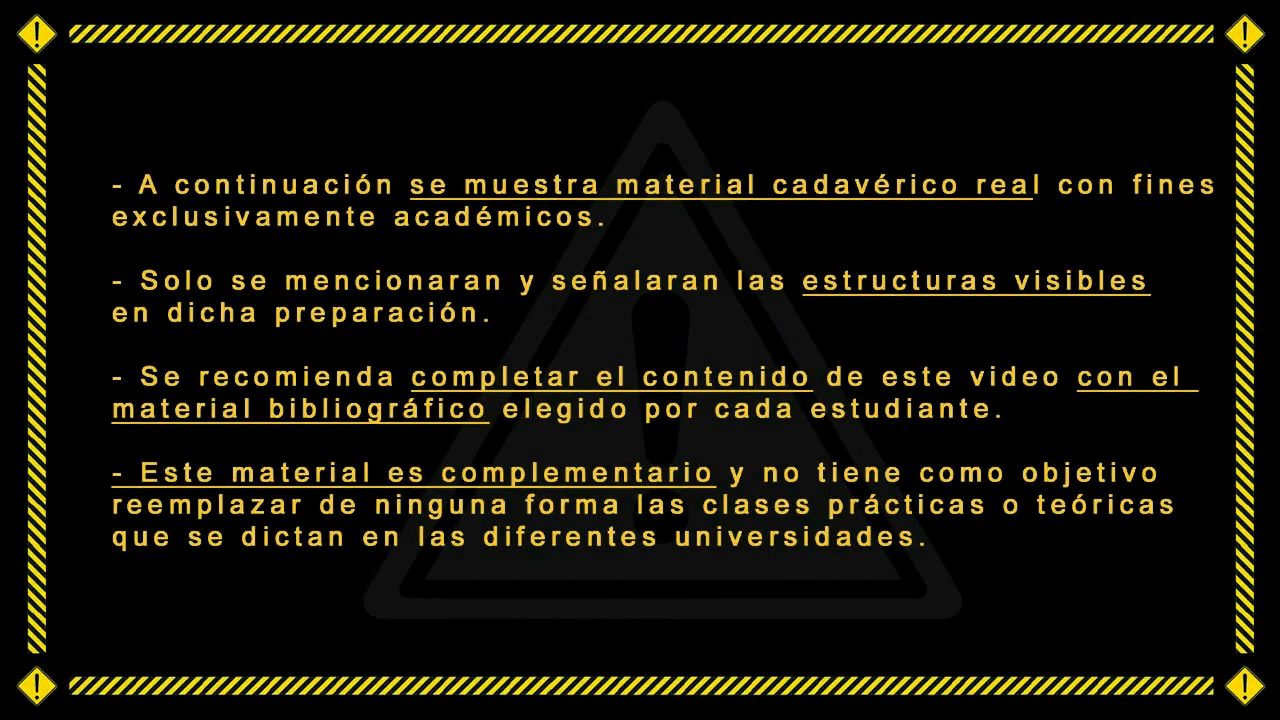 - A continuación se muestra material cadavérico real con fines
exclusivamente académicos.
- Solo se mencionaran y señalaran las estructuras visibles
en dicha preparación.
- Se recomienda completar el contenido de este video con el
material bibliográfico elegido por cada estudiante.
- Este material es complementario y no tiene como objetivo
reemplazar de ninguna forma las clases prácticas o teóricas
que se dictan en las diferentes universidades.